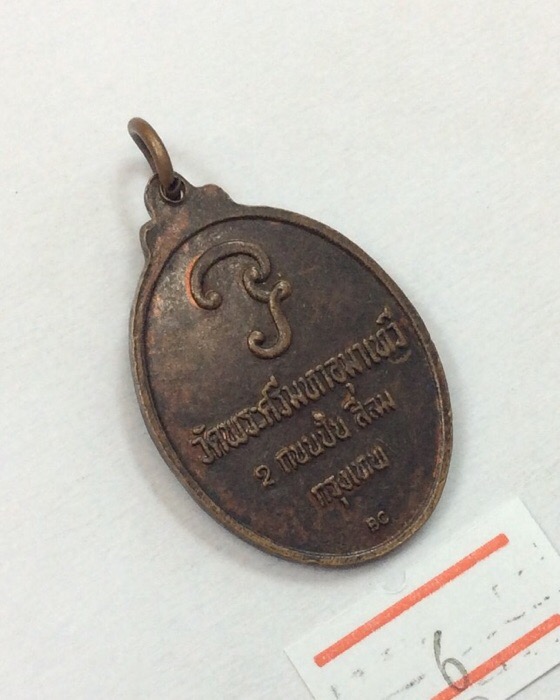 วัดพระศรีมหาอุมาเทวี
2 ถนนปั้น สีลม
กรุงเทพ
BC
6